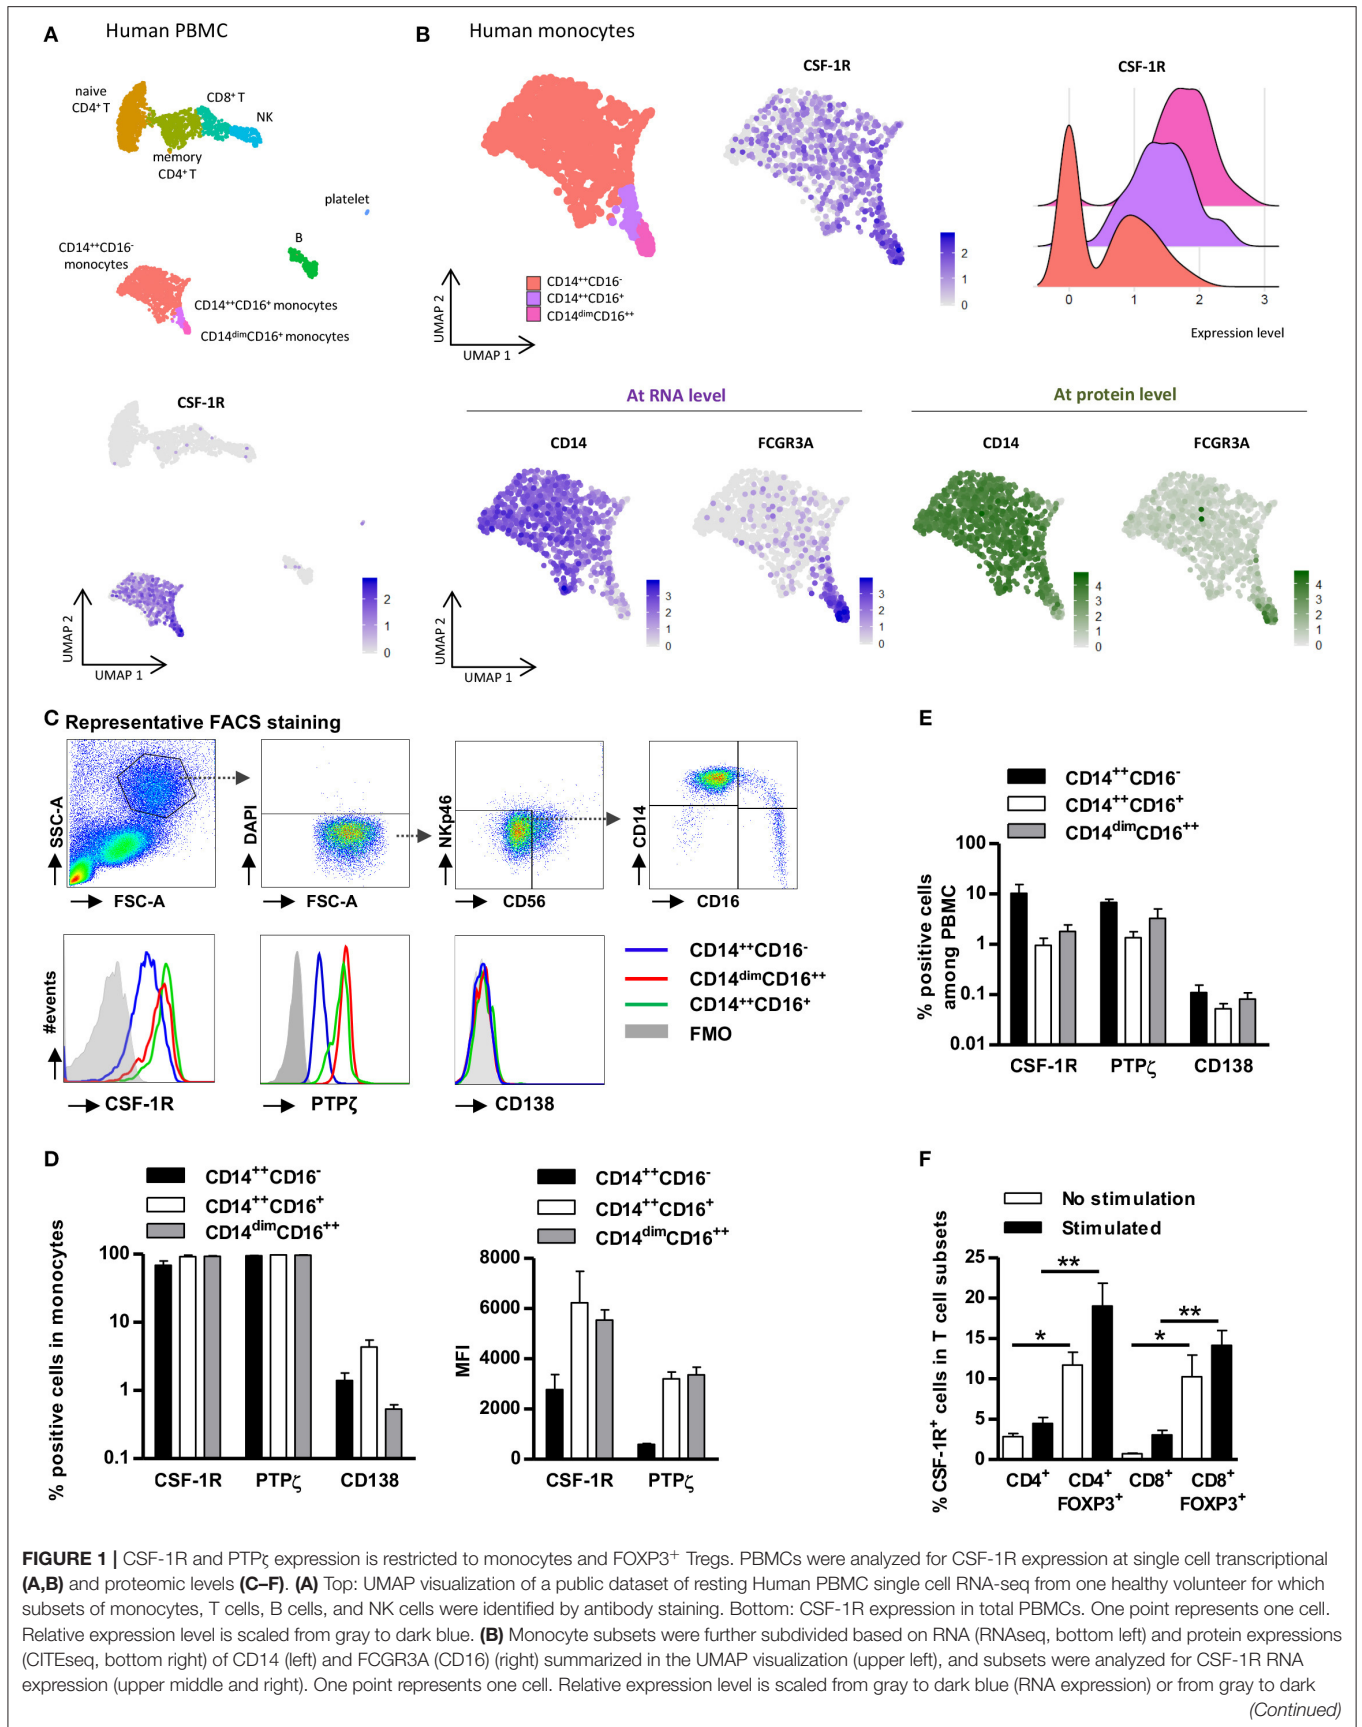 A Human PBMC
naive
CD4+ T
CD8+ T
NK
memory
CD4+ T
platelet
B
CD14++CD16-
monocytes
CD14++CD16+ monocytes
CD14dimCD16+ monocytes
CSF-1R
2
1
0
UMAP 2
UMAP 1
B Human monocytes
CD14++CD16-
CD14++CD16+
CD14dimCD16++
UMAP 2
UMAP 1
CSF-1R
2
1
0
CSF-1R
0 1 2 3
Expression level
At RNA level
CD14
3
2
1
0
FCGR3A
3
2
1
0
UMAP 2
UMAP 1
At protein level
CD14
4
3
2
1
0
FCGR3A
4
3
2
1
0
C Representative FACS staining
SSC-A
FSC-A
DAPI
FSC-A
NKp46
CD56
CD14
CD16
#events
CSF-1R
PTPζ
CD138
CD14++CD16-
CD14dimCD16++
CD14++CD16+
FMO
E
CD14++CD16-
CD14++CD16+
CD14dimCD16++
% positive cells
among PBMC
100
10
1
0.1
0.01
CSF-1R PTPζ CD138
D
CD14++CD16-
CD14++CD16+
CD14dimCD16++
% positive cells in monocytes
100
10
1
0.1
CSF-1R PTPζ CD138
CD14++CD16-
CD14++CD16+
CD14dimCD16++
MFI
8000
6000
4000
2000
0
CSF-1R PTPζ
F
No stimulation
Stimulated
% CSF-1R+ cells in T cell subsets
25
20
15
10
5
0
* ** * **
CD4+ CD4+ CD8+ CD8+
FOXP3+ FOXP3+
FIGURE 1 | CSF-1R and PTPζ expression is restricted to monocytes and FOXP3+ Tregs. PBMCs were analyzed for CSF-1R expression at single cell transcriptional
(A,B) and proteomic levels (C–F). (A) Top: UMAP visualization of a public dataset of resting Human PBMC single cell RNA-seq from one healthy volunteer for which
subsets of monocytes, T cells, B cells, and NK cells were identified by antibody staining. Bottom: CSF-1R expression in total PBMCs. One point represents one cell.
Relative expression level is scaled from gray to dark blue. (B) Monocyte subsets were further subdivided based on RNA (RNAseq, bottom left) and protein expressions
(CITEseq, bottom right) of CD14 (left) and FCGR3A (CD16) (right) summarized in the UMAP visualization (upper left), and subsets were analyzed for CSF-1R RNA
expression (upper middle and right). One point represents one cell. Relative expression level is scaled from gray to dark blue (RNA expression) or from gray to dark
(Continued)